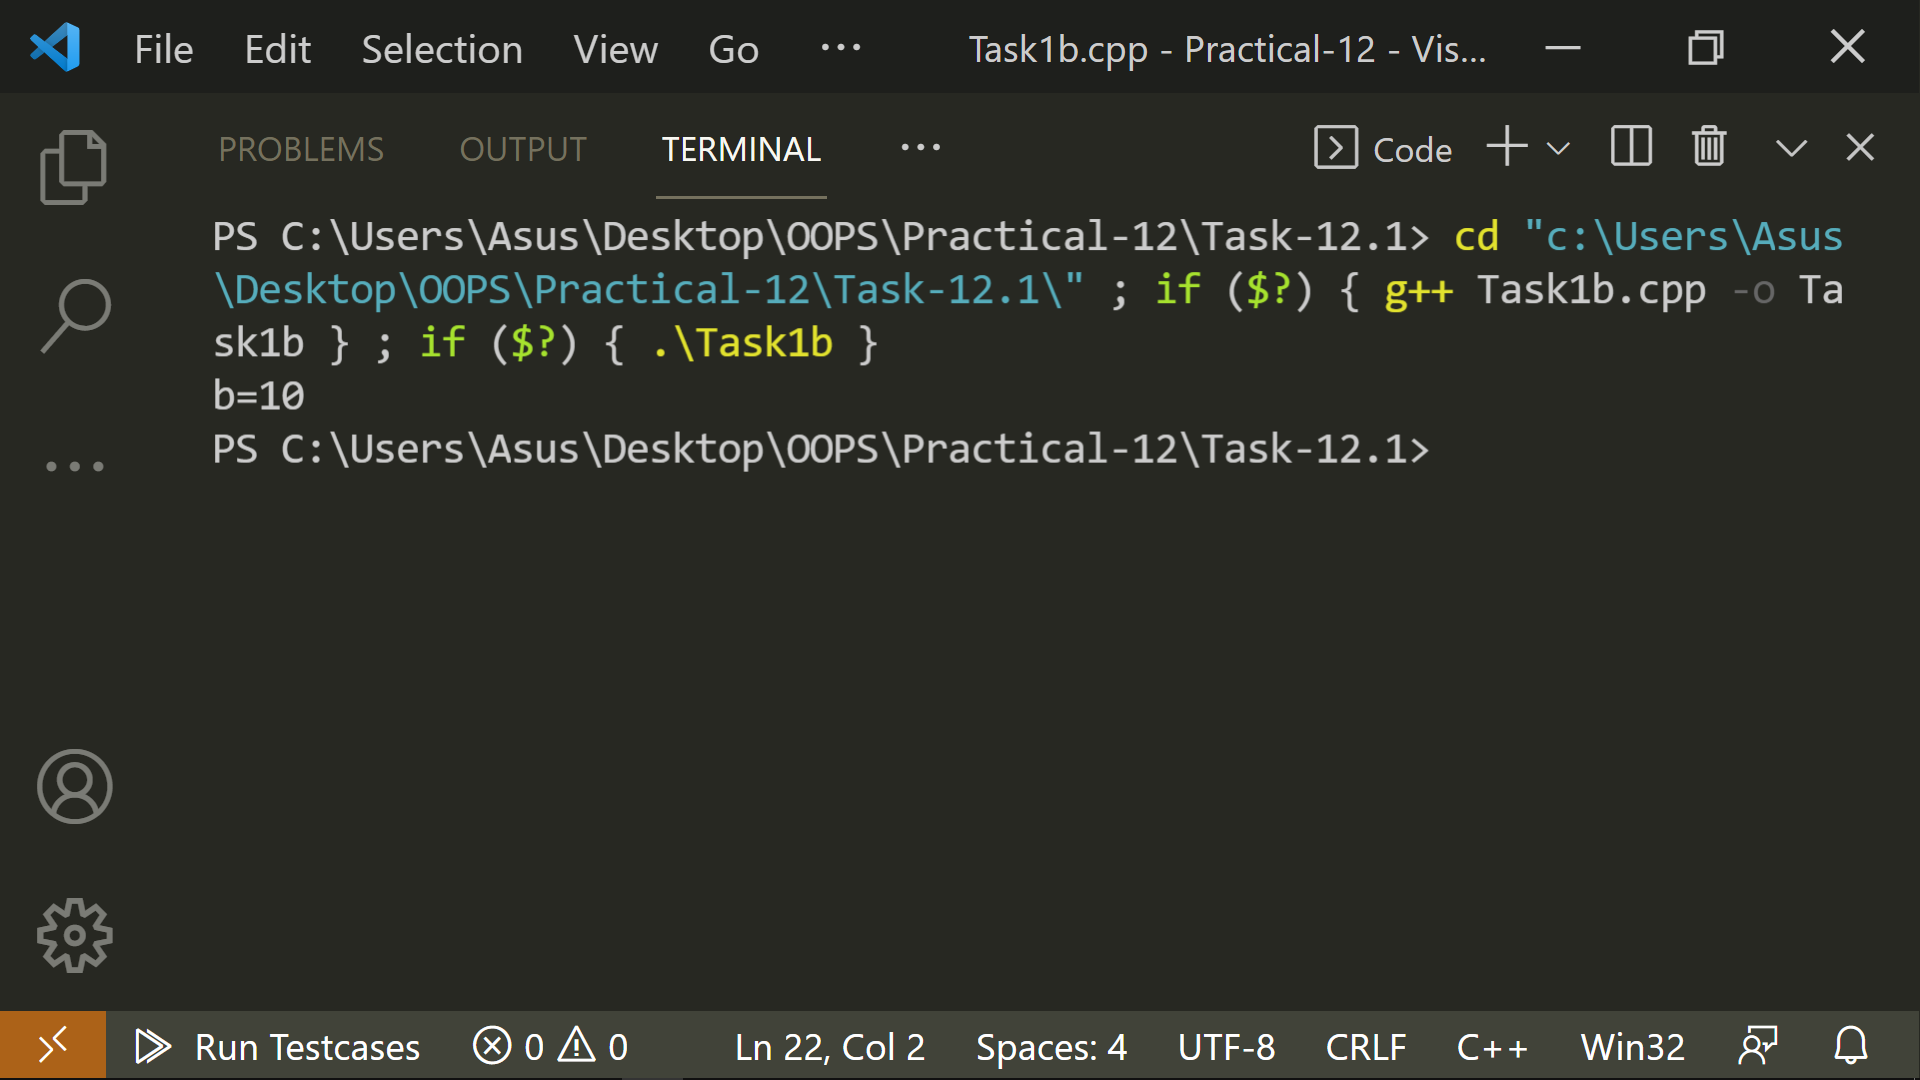 File Edit Selection View Go ... Task1b.cpp - Practical-12 - Vis...
PROBLEMS OUTPUT TERMINAL ... Code
PS C:\Users\Asus\Desktop\OOPS\Practical-12\Task-12.1> cd "c:\Users\Asus
\Desktop\OOPS\Practical-12\Task-12.1\" ; if ($?) { g++ Task1b.cpp -o Ta
sk1b } ; if ($?) { .\Task1b }
b=10
PS C:\Users\Asus\Desktop\OOPS\Practical-12\Task-12.1>
Run Testcases 0 0 Ln 22, Col 2 Spaces: 4 UTF-8 CRLF C++ Win32